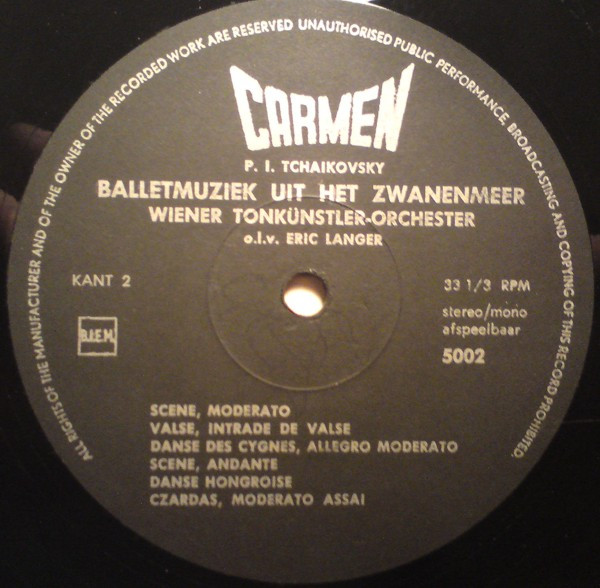 ALL RIGHTS OF THE MANUFACTURER AND OF THE OWNER OF THE RECORDED WORK ARE RESERVED UNAUTHORISED PUBLIC PERFORMANCE, BROADCASTING AND COPYING OF THIS RECORD PROHIBITED.
CARMEN
P. I. TCHAIKOVSKY
BALLETMUZIEK UIT HET ZWANENMEER
WIENER TONKÜNSTLER-ORCHESTER
o.l.v. ERIC LANGER
KANT 2
33 1/3 RPM
stereo/mono
afspeelbaar
B.I.E.M.
5002
SCENE, MODERATO
VALSE, INTRADE DE VALSE
DANSE DES CYGNES, ALLEGRO MODERATO
SCENE, ANDANTE
DANSE HONGROISE
CZARDAS, MODERATO ASSAI